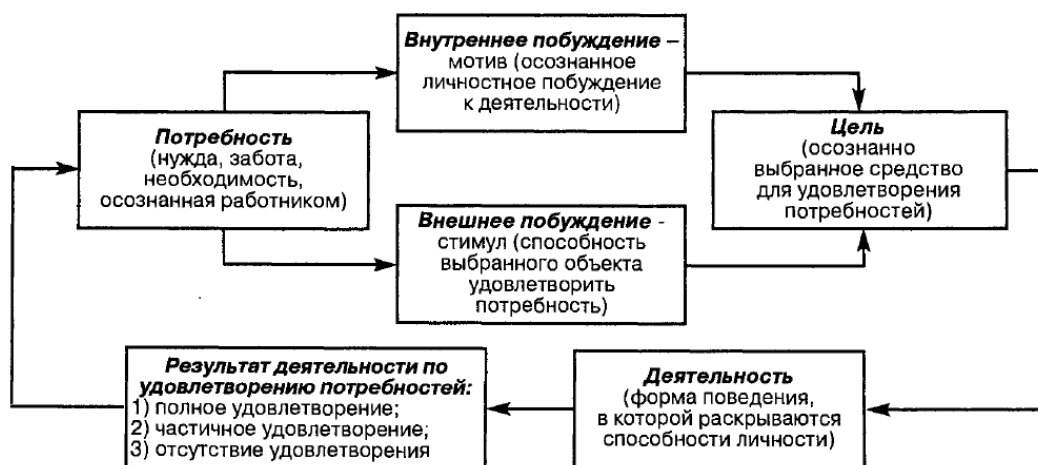 Внутреннее побуждение –
мотив (осознанное
личностное побуждение
к деятельности)
Потребность
(нужда, забота,
необходимость,
осознанная работником)
Цель
(осознанно
выбранное средство
для удовлетворения
потребностей)
Внешнее побуждение -
стимул (способность
выбранного объекта
удовлетворить
потребность)
Результат деятельности по
удовлетворению потребностей:
1) полное удовлетворение;
2) частичное удовлетворение;
3) отсутствие удовлетворения
Деятельность
(форма поведения,
в которой раскрываются
способности личности)